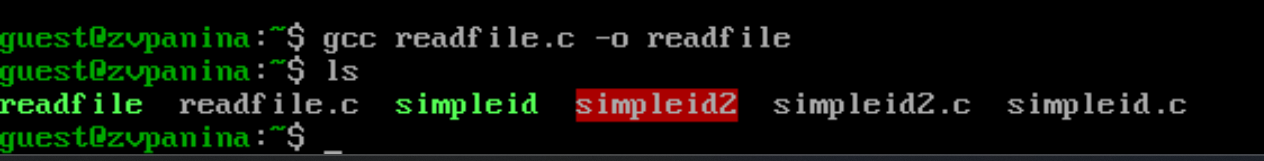 guest@zvpanina:~$ gcc readfile.c -o readfile
guest@zvpanina:~$ ls
readfile  readfile.c  simpleid  simpleid2  simpleid2.c  simpleid.c
guest@zvpanina:~$ _